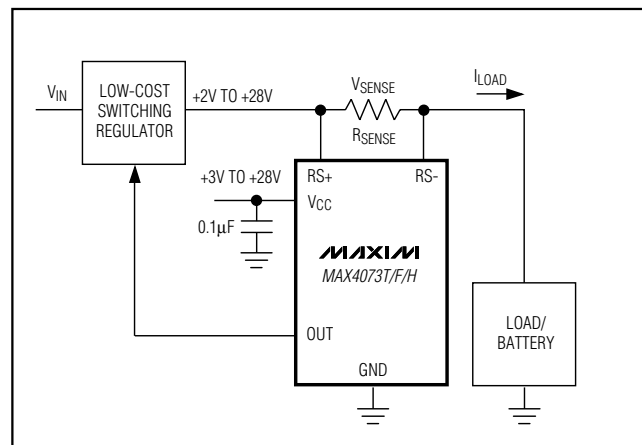 VIN
LOW-COST
SWITCHING
REGULATOR
+2V TO +28V
VSENSE
RSENSE
ILOAD
+3V TO +28V
RS+
RS-
VCC
0.1µF
MAXIM
MAX4073T/F/H
OUT
GND
LOAD/
BATTERY